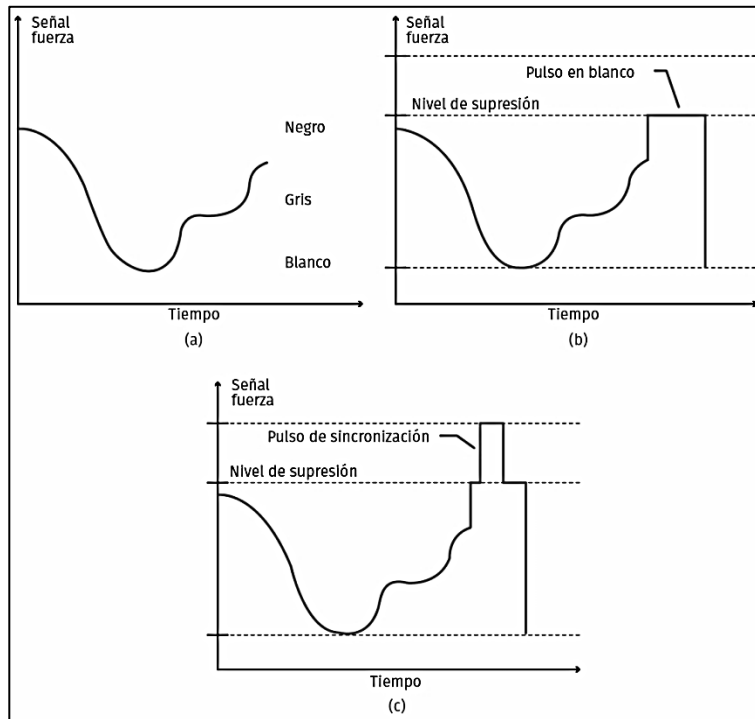 Señal
fuerza
Negro
Gris
Blanco
Tiempo
(a)
Señal
fuerza
Pulso en blanco
Nivel de supresión
Tiempo
(b)
Señal
fuerza
Pulso de sincronización
Nivel de supresión
Tiempo
(c)